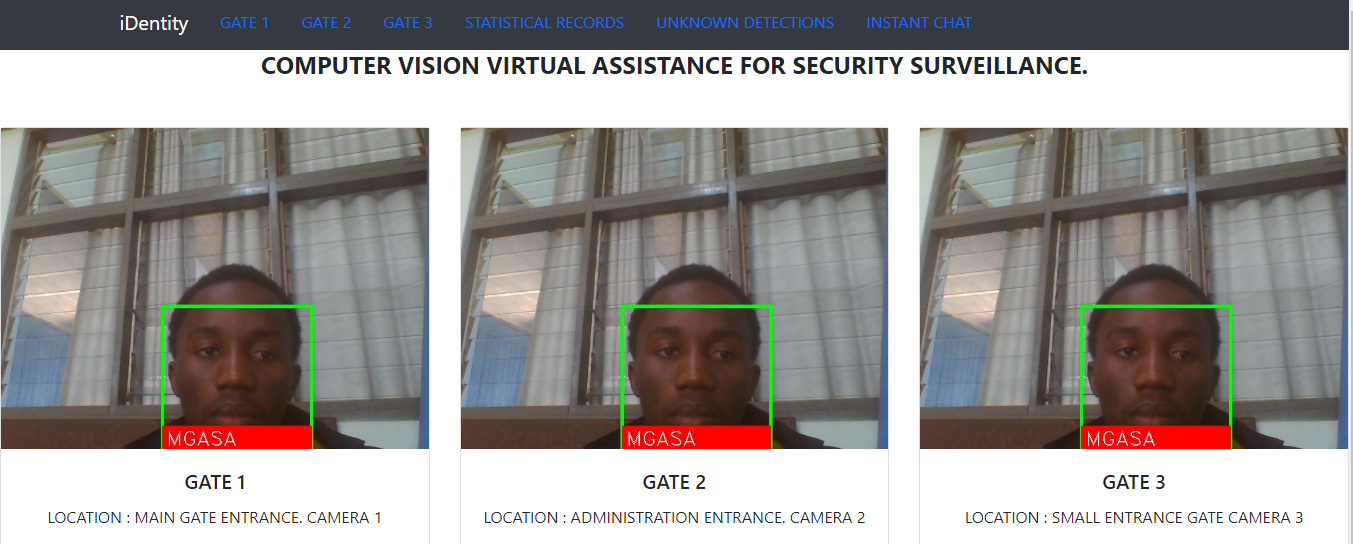 iDentity GATE 1 GATE 2 GATE 3 STATISTICAL RECORDS UNKNOWN DETECTIONS INSTANT CHAT
COMPUTER VISION VIRTUAL ASSISTANCE FOR SECURITY SURVEILLANCE.
MGASA
GATE 1
LOCATION : MAIN GATE ENTRANCE. CAMERA 1
MGASA
GATE 2
LOCATION : ADMINISTRATION ENTRANCE. CAMERA 2
MGASA
GATE 3
LOCATION : SMALL ENTRANCE GATE CAMERA 3